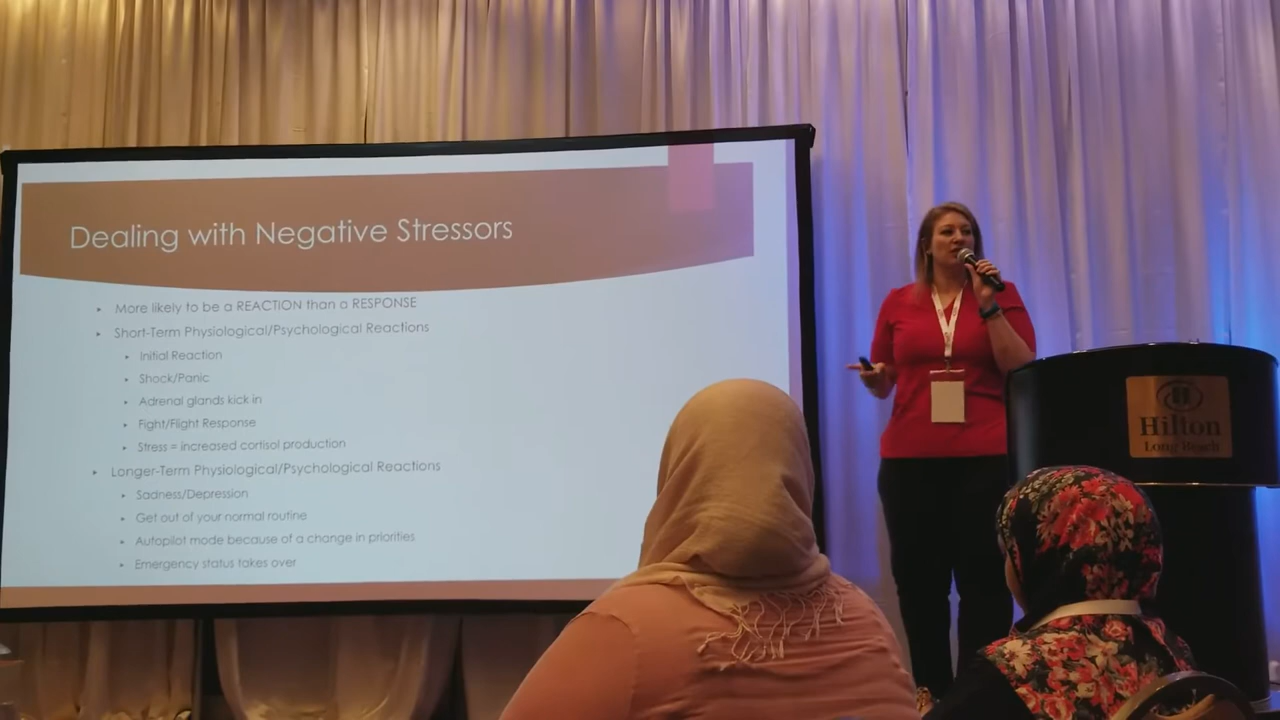 Dealing with Negative Stressors
More likely to be a REACTION than a RESPONSE
Short-Term Physiological/Psychological Reactions
Initial Reaction
Shock/Panic
Adrenal glands kick in
Fight/Flight Response
Stress = increased cortisol production
Longer-Term Physiological/Psychological Reactions
Sadness/Depression
Get out of your normal routine
Autopilot mode because of a change in priorities
Emergency status takes over
H
Hilton
Long Beach